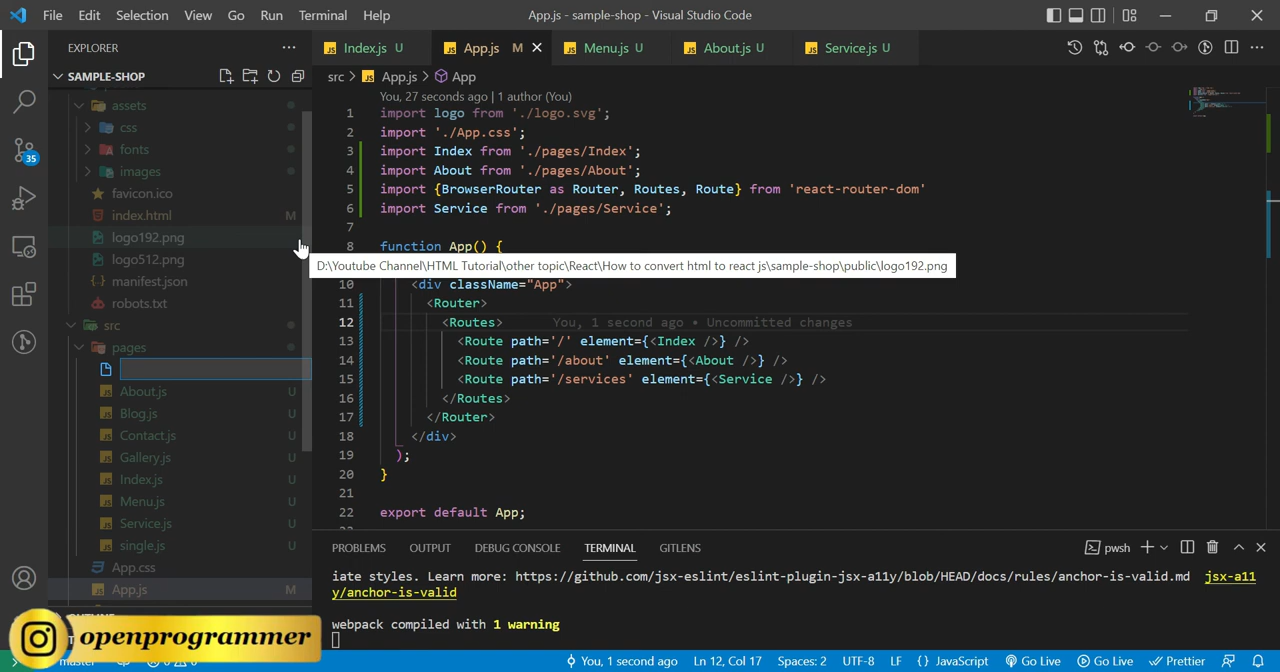 File Edit Selection View Go Run Terminal Help
App.js - sample-shop - Visual Studio Code
EXPLORER
SAMPLE-SHOP
assets
css
fonts
images
favicon.ico
index.html M
logo192.png
logo512.png
manifest.json
robots.txt
src
pages
About.js U
Blog.js U
Contact.js U
Gallery.js U
Index.js U
Menu.js U
Service.js U
single.js U
App.css
App.js M
35
Index.js U App.js M Menu.js U About.js U Service.js U
src > App.js > App
You, 27 seconds ago | 1 author (You)
1 import logo from './logo.svg';
2 import './App.css';
3 import Index from './pages/Index';
4 import About from './pages/About';
5 import {BrowserRouter as Router, Routes, Route} from 'react-router-dom'
6 import Service from './pages/Service';
7
8 function App() {
D:\Youtube Channel\HTML Tutorial\other topic\React\How to convert html to react js\sample-shop\public\logo192.png
10 <div className="App">
11 <Router>
12 <Routes> You, 1 second ago • Uncommitted changes
13 <Route path='/' element={<Index />} />
14 <Route path='/about' element={<About />} />
15 <Route path='/services' element={<Service />} />
16 </Routes>
17 </Router>
18 </div>
19 );
20 }
21
22 export default App;
PROBLEMS OUTPUT DEBUG CONSOLE TERMINAL GITLENS
pwsh
iate styles. Learn more: https://github.com/jsx-eslint/eslint-plugin-jsx-a11y/blob/HEAD/docs/rules/anchor-is-valid.md jsx-a11
y/anchor-is-valid
webpack compiled with 1 warning
openprogrammer
You, 1 second ago Ln 12, Col 17 Spaces: 2 UTF-8 LF {} JavaScript Go Live Go Live Prettier